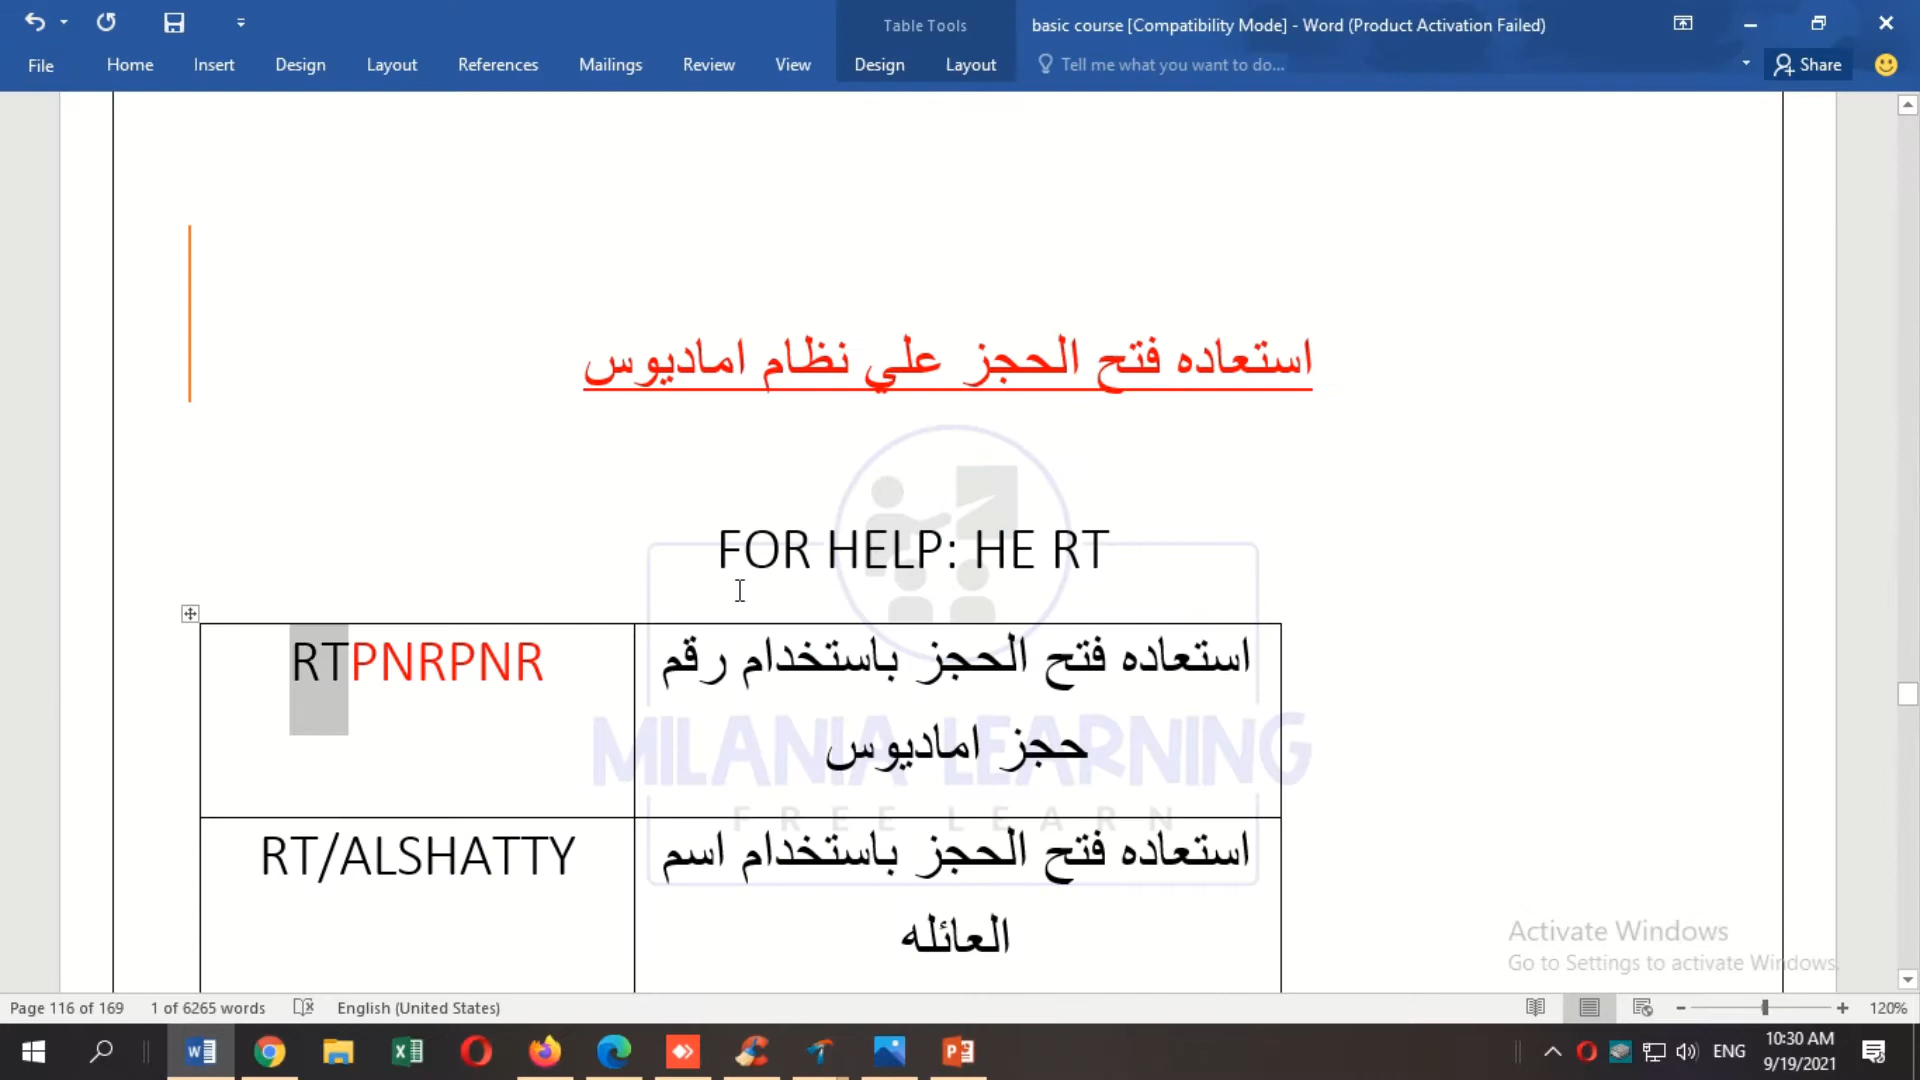 Table Tools
basic course [Compatibility Mode] - Word (Product Activation Failed)
File Home Insert Design Layout References Mailings Review View Design Layout Tell me what you want to do... Share
استعاده فتح الحجز علي نظام اماديوس
FOR HELP: HE RT
RTPNRPNR
استعاده فتح الحجز باستخدام رقم
حجز اماديوس
MILANIA LEARNING
FREE LEARN
RT/ALSHATTY
استعاده فتح الحجز باستخدام اسم
العائله
Activate Windows
Go to Settings to activate Windows.
Page 116 of 169 1 of 6265 words English (United States) 120%
ENG
10:30 AM
9/19/2021